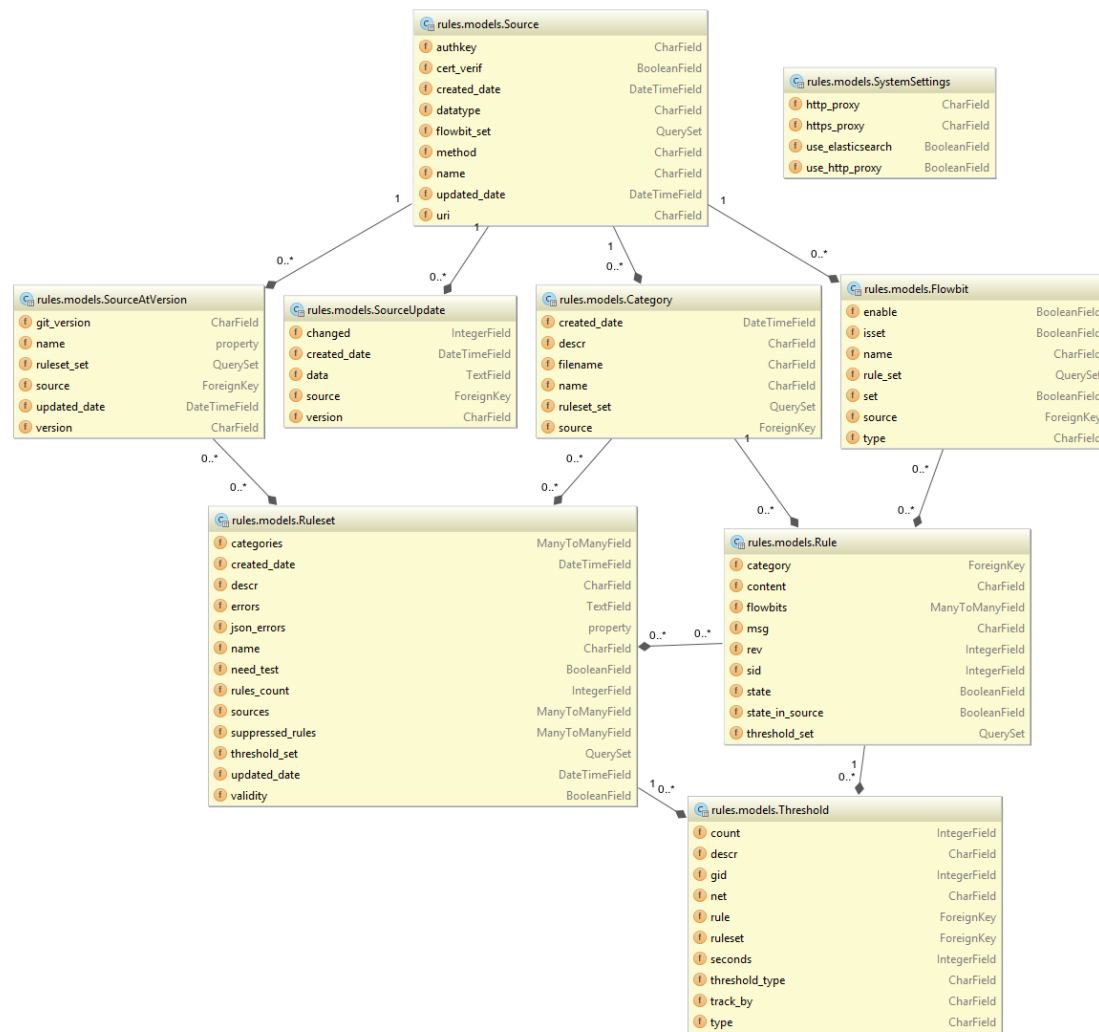 rules.models.Source
authkey CharField
cert_verif BooleanField
created_date DateTimeField
datatype CharField
flowbit_set QuerySet
method CharField
name CharField
updated_date DateTimeField
uri CharField
rules.models.SystemSettings
http_proxy CharField
https_proxy CharField
use_elasticsearch BooleanField
use_http_proxy BooleanField
1
1
1
1
0..*
0..*
0..*
0..*
rules.models.SourceAtVersion
git_version CharField
name property
ruleset_set QuerySet
source ForeignKey
updated_date DateTimeField
version CharField
rules.models.SourceUpdate
changed IntegerField
created_date DateTimeField
data TextField
source ForeignKey
version CharField
rules.models.Category
created_date DateTimeField
descr CharField
filename CharField
name CharField
ruleset_set QuerySet
source ForeignKey
rules.models.Flowbit
enable BooleanField
isset BooleanField
name CharField
rule_set QuerySet
set BooleanField
source ForeignKey
type CharField
0..*
0..*
1
0..*
0..*
0..*
0..*
0..*
rules.models.Ruleset
categories ManyToManyField
created_date DateTimeField
descr CharField
errors TextField
json_errors property
name CharField
need_test BooleanField
rules_count IntegerField
sources ManyToManyField
suppressed_rules ManyToManyField
threshold_set QuerySet
updated_date DateTimeField
validity BooleanField
0..* 0..*
rules.models.Rule
category ForeignKey
content CharField
flowbits ManyToManyField
msg CharField
rev IntegerField
sid IntegerField
state BooleanField
state_in_source BooleanField
threshold_set QuerySet
1
0..*
1 0..*
rules.models.Threshold
count IntegerField
descr CharField
gid IntegerField
net CharField
rule ForeignKey
ruleset ForeignKey
seconds IntegerField
threshold_type CharField
track_by CharField
type CharField